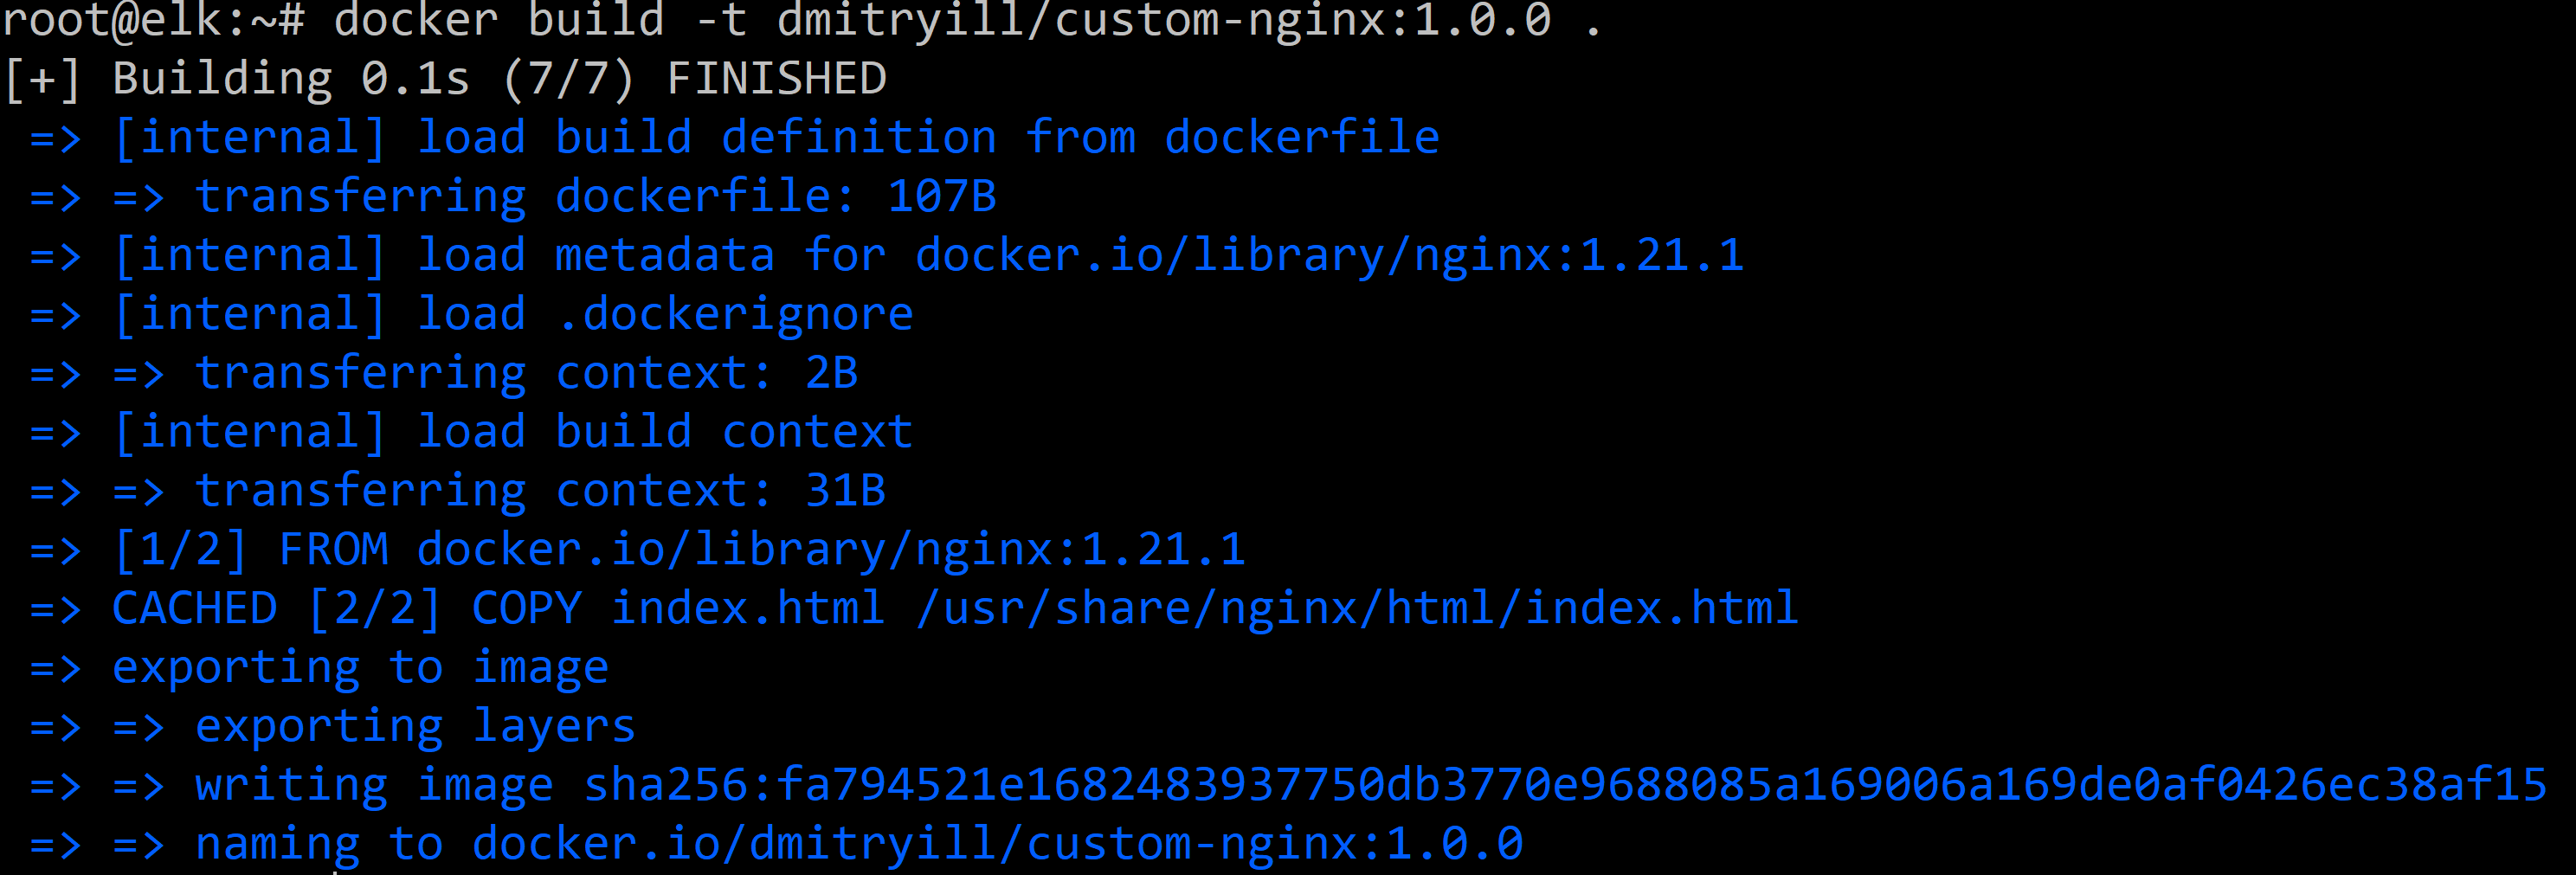 root@elk:~# docker build -t dmitryill/custom-nginx:1.0.0 .
[+] Building 0.1s (7/7) FINISHED
=> [internal] load build definition from dockerfile
=> => transferring dockerfile: 107B
=> [internal] load metadata for docker.io/library/nginx:1.21.1
=> [internal] load .dockerignore
=> => transferring context: 2B
=> [internal] load build context
=> => transferring context: 31B
=> [1/2] FROM docker.io/library/nginx:1.21.1
=> CACHED [2/2] COPY index.html /usr/share/nginx/html/index.html
=> exporting to image
=> => exporting layers
=> => writing image sha256:fa794521e1682483937750db3770e9688085a169006a169de0af0426ec38af15
=> => naming to docker.io/dmitryill/custom-nginx:1.0.0